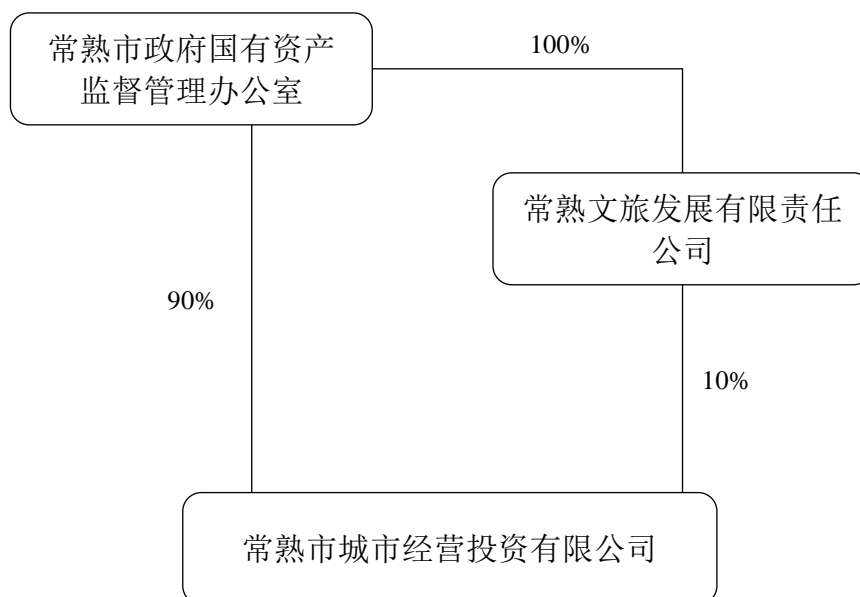 常熟市政府国有资产
监督管理办公室
100%
常熟文旅发展有限责任
公司
90%
10%
常熟市城市经营投资有限公司